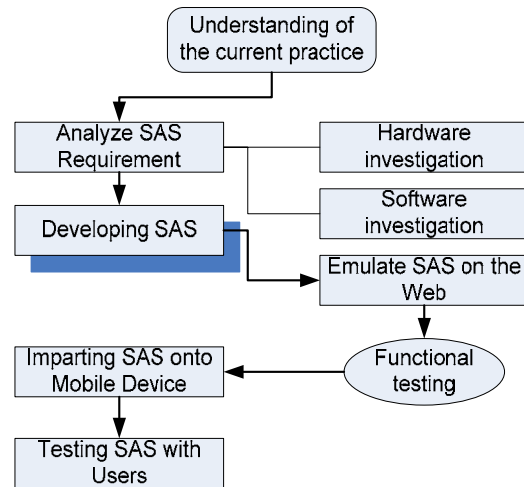 Understanding of
the current practice
Analyze SAS
Requirement
Hardware
investigation
Software
investigation
Developing SAS
Emulate SAS on the
Web
Functional
testing
Imparting SAS onto
Mobile Device
Testing SAS with
Users